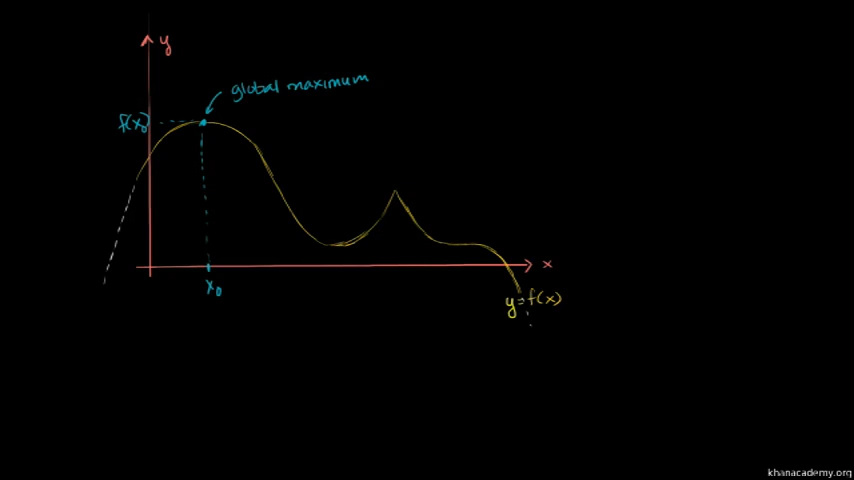 y
global maximum
f(x₀)
x
x₀
y=f(x)
khanacademy.org